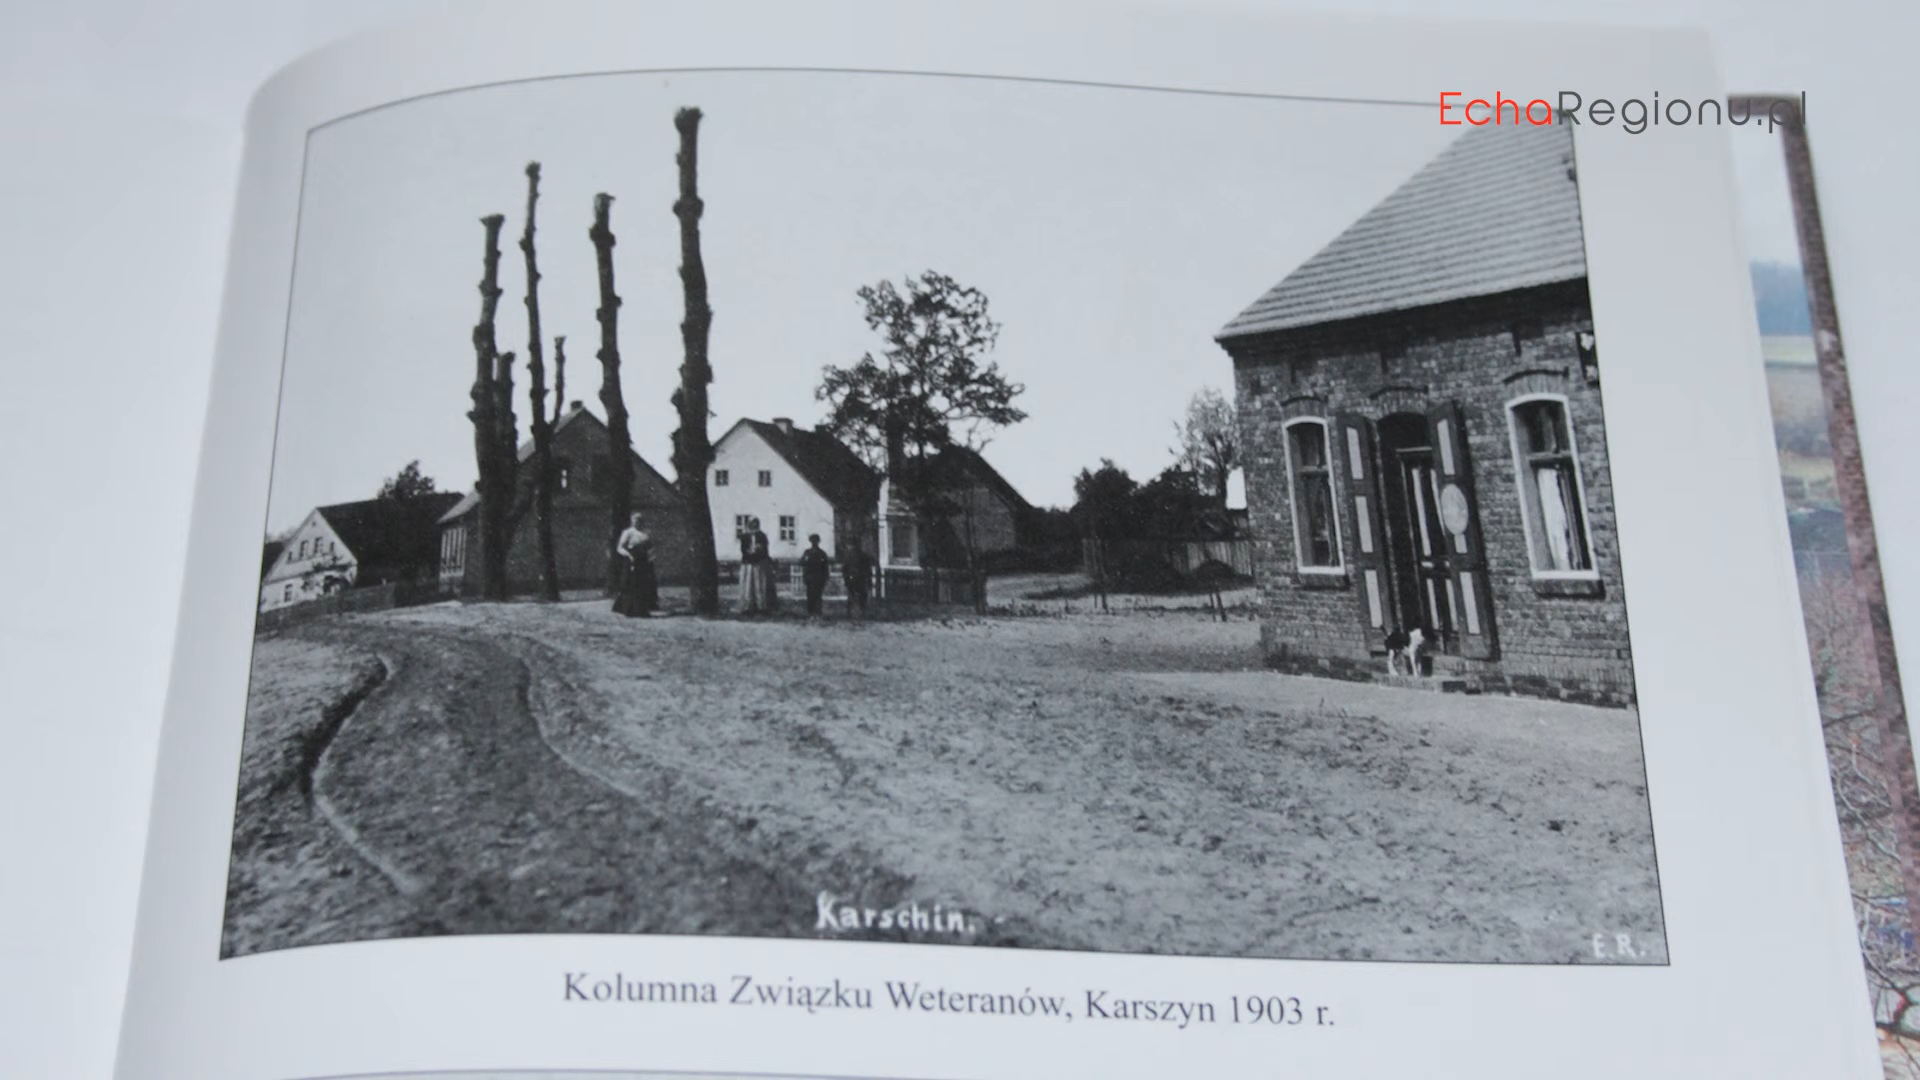 EchaRegionu.pl
Karschin.
E. R.
Kolumna Związku Weteranów, Karszyn 1903 r.